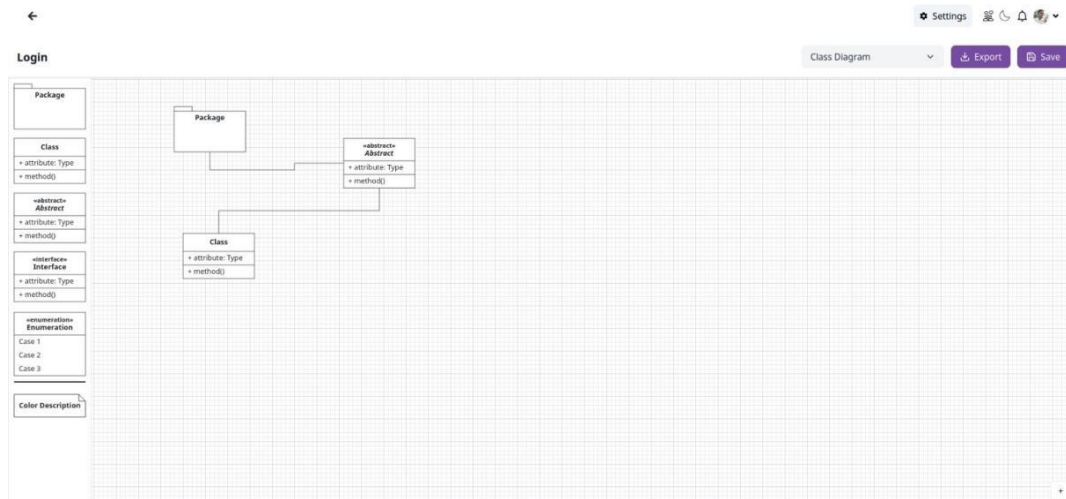 Settings
Login
Class Diagram
Export
Save
Package
Class
+ attribute: Type
+ method()
«abstract»
Abstract
+ attribute: Type
+ method()
«interface»
Interface
+ attribute: Type
+ method()
«enumeration»
Enumeration
Case 1
Case 2
Case 3
Color Description
Package
«abstract»
Abstract
+ attribute: Type
+ method()
Class
+ attribute: Type
+ method()
+